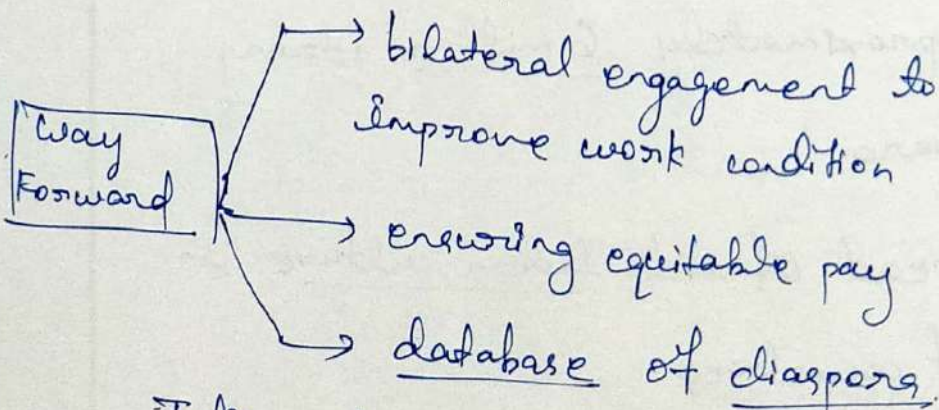 Way
Forward
→ bilateral engagement to
improve work condition
→ ensuring equitable pay
→ database of diaspora